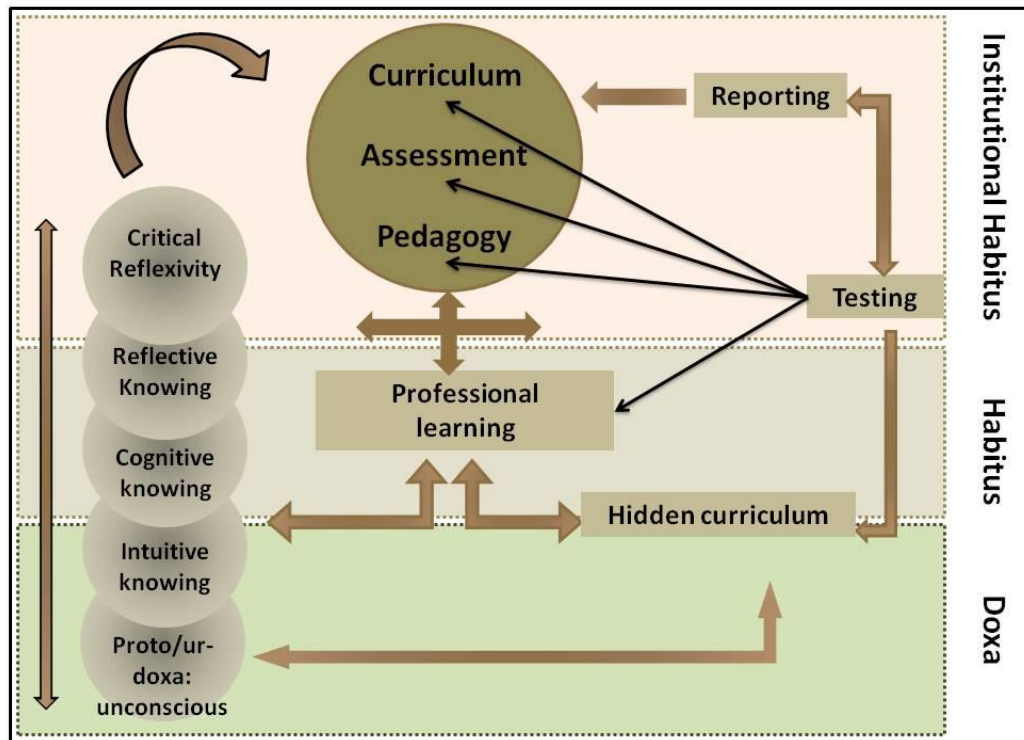 Curriculum
Assessment
Pedagogy
Reporting
Testing
Critical
Reflexivity
Reflective
Knowing
Cognitive
knowing
Intuitive
knowing
Proto/ur-
doxa:
unconscious
Professional
learning
Hidden curriculum
Institutional Habitus
Habitus
Doxa